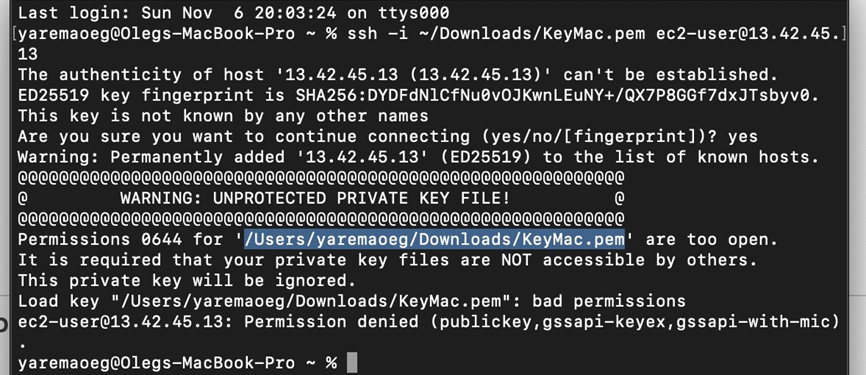 Last login: Sun Nov  6 20:03:24 on ttys000
[yaremaoeg@Olegs-MacBook-Pro ~ % ssh -i ~/Downloads/KeyMac.pem ec2-user@13.42.45.]
13
The authenticity of host '13.42.45.13 (13.42.45.13)' can't be established.
ED25519 key fingerprint is SHA256:DYDFdNlCfNu0vOJKwnLEuNY+/QX7P8GGf7dxJTsbyv0.
This key is not known by any other names
Are you sure you want to continue connecting (yes/no/[fingerprint])? yes
Warning: Permanently added '13.42.45.13' (ED25519) to the list of known hosts.
@@@@@@@@@@@@@@@@@@@@@@@@@@@@@@@@@@@@@@@@@@@@@@@@@@@@@@@@@@@
@         WARNING: UNPROTECTED PRIVATE KEY FILE!          @
@@@@@@@@@@@@@@@@@@@@@@@@@@@@@@@@@@@@@@@@@@@@@@@@@@@@@@@@@@@
Permissions 0644 for '/Users/yaremaoeg/Downloads/KeyMac.pem' are too open.
It is required that your private key files are NOT accessible by others.
This private key will be ignored.
Load key "/Users/yaremaoeg/Downloads/KeyMac.pem": bad permissions
ec2-user@13.42.45.13: Permission denied (publickey,gssapi-keyex,gssapi-with-mic)
.
yaremaoeg@Olegs-MacBook-Pro ~ %